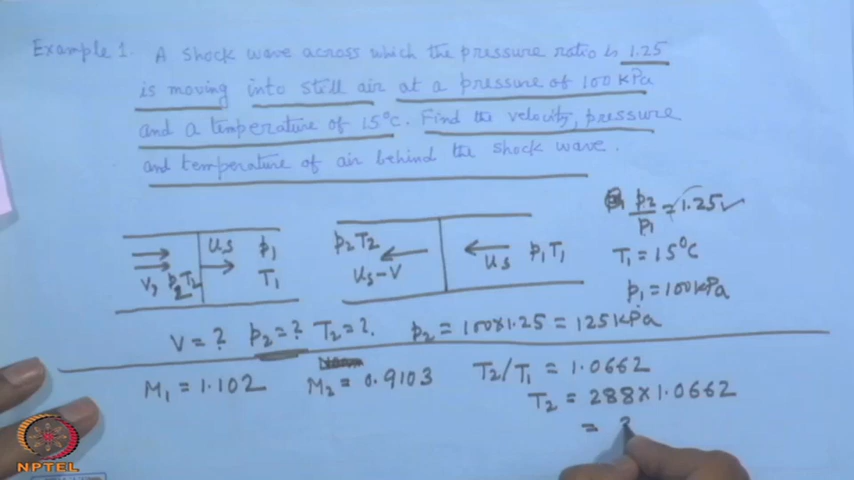 Example 1. A shock wave across which the pressure ratio is 1.25
is moving into still air at a pressure of 100 kPa
and a temperature of 15°C. Find the velocity, pressure
and temperature of air behind the shock wave.
p2/p1 = 1.25 ✓
T1 = 15°C
p1 = 100kPa
V, p2 T2
Us
p1
T1
p2 T2
Us-V
Us
p1 T1
V = ? p2 = ? T2 = ?. p2 = 100×1.25 = 125 kPa
M1 = 1.102 M2 = 0.9103 T2/T1 = 1.0662
T2 = 288×1.0662
=
NPTEL